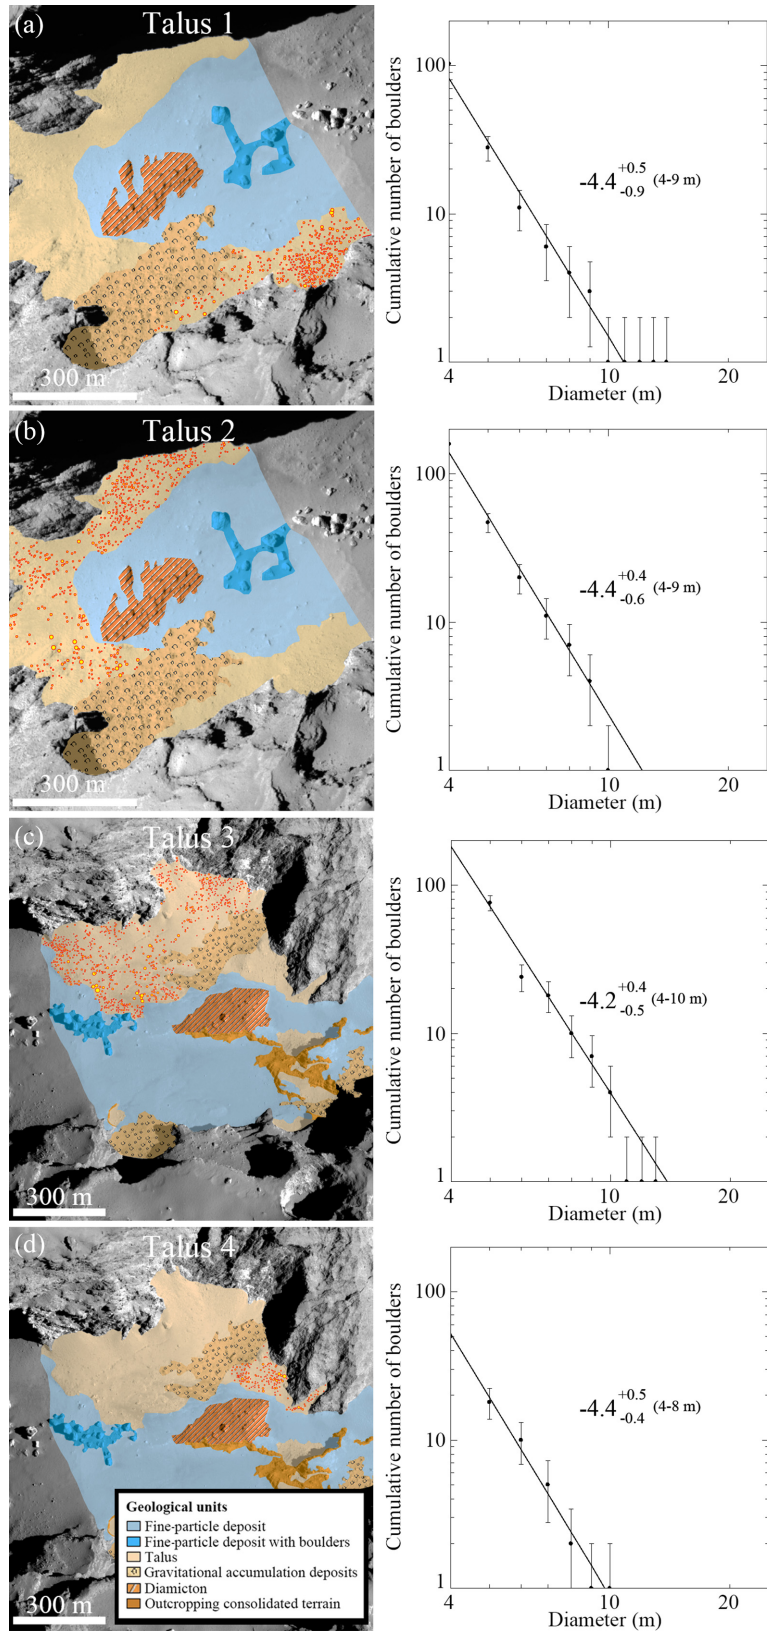 (a)
Talus 1
300 m
Cumulative number of boulders
100
10
1
-4.4 +0.5 -0.9 (4-9 m)
4 10 20
Diameter (m)
(b)
Talus 2
300 m
Cumulative number of boulders
100
10
1
-4.4 +0.4 -0.6 (4-9 m)
4 10 20
Diameter (m)
(c)
Talus 3
300 m
Cumulative number of boulders
100
10
1
-4.2 +0.4 -0.5 (4-10 m)
4 10 20
Diameter (m)
(d)
Talus 4
Geological units
Fine-particle deposit
Fine-particle deposit with boulders
Talus
Gravitational accumulation deposits
Diamicton
Outcropping consolidated terrain
300 m
Cumulative number of boulders
100
10
1
-4.4 +0.5 -0.4 (4-8 m)
4 10 20
Diameter (m)